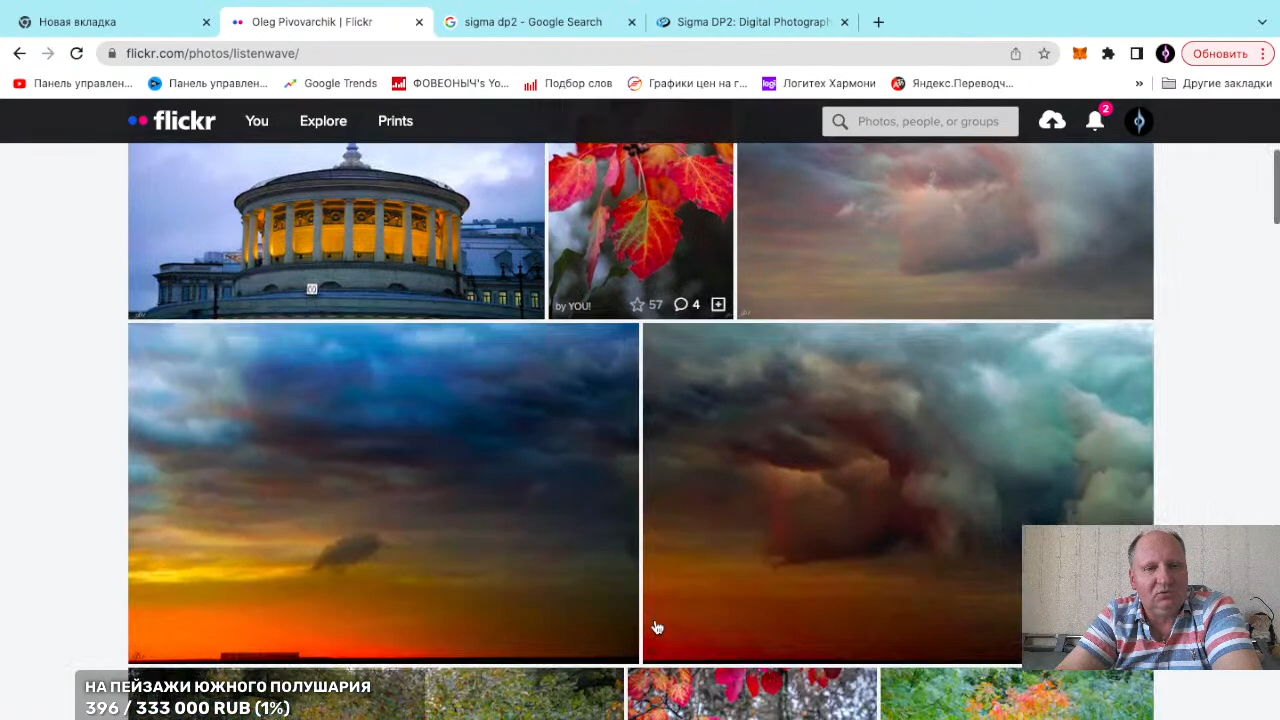 Новая вкладка
Oleg Pivovarchik | Flickr
sigma dp2 - Google Search
Sigma DP2: Digital Photograph
flickr.com/photos/listenwave/
Обновить
Панель управлен...
Панель управлен...
Google Trends
ФОВЕОНЫЧ's Yo...
Подбор слов
Графики цен на г...
Логитех Хармони
Яндекс.Переводч...
»
Другие закладки
flickr
You
Explore
Prints
Photos, people, or groups
2
by YOU!
57
4
НА ПЕЙЗАЖИ ЮЖНОГО ПОЛУШАРИЯ
396 / 333 000 RUB (1%)